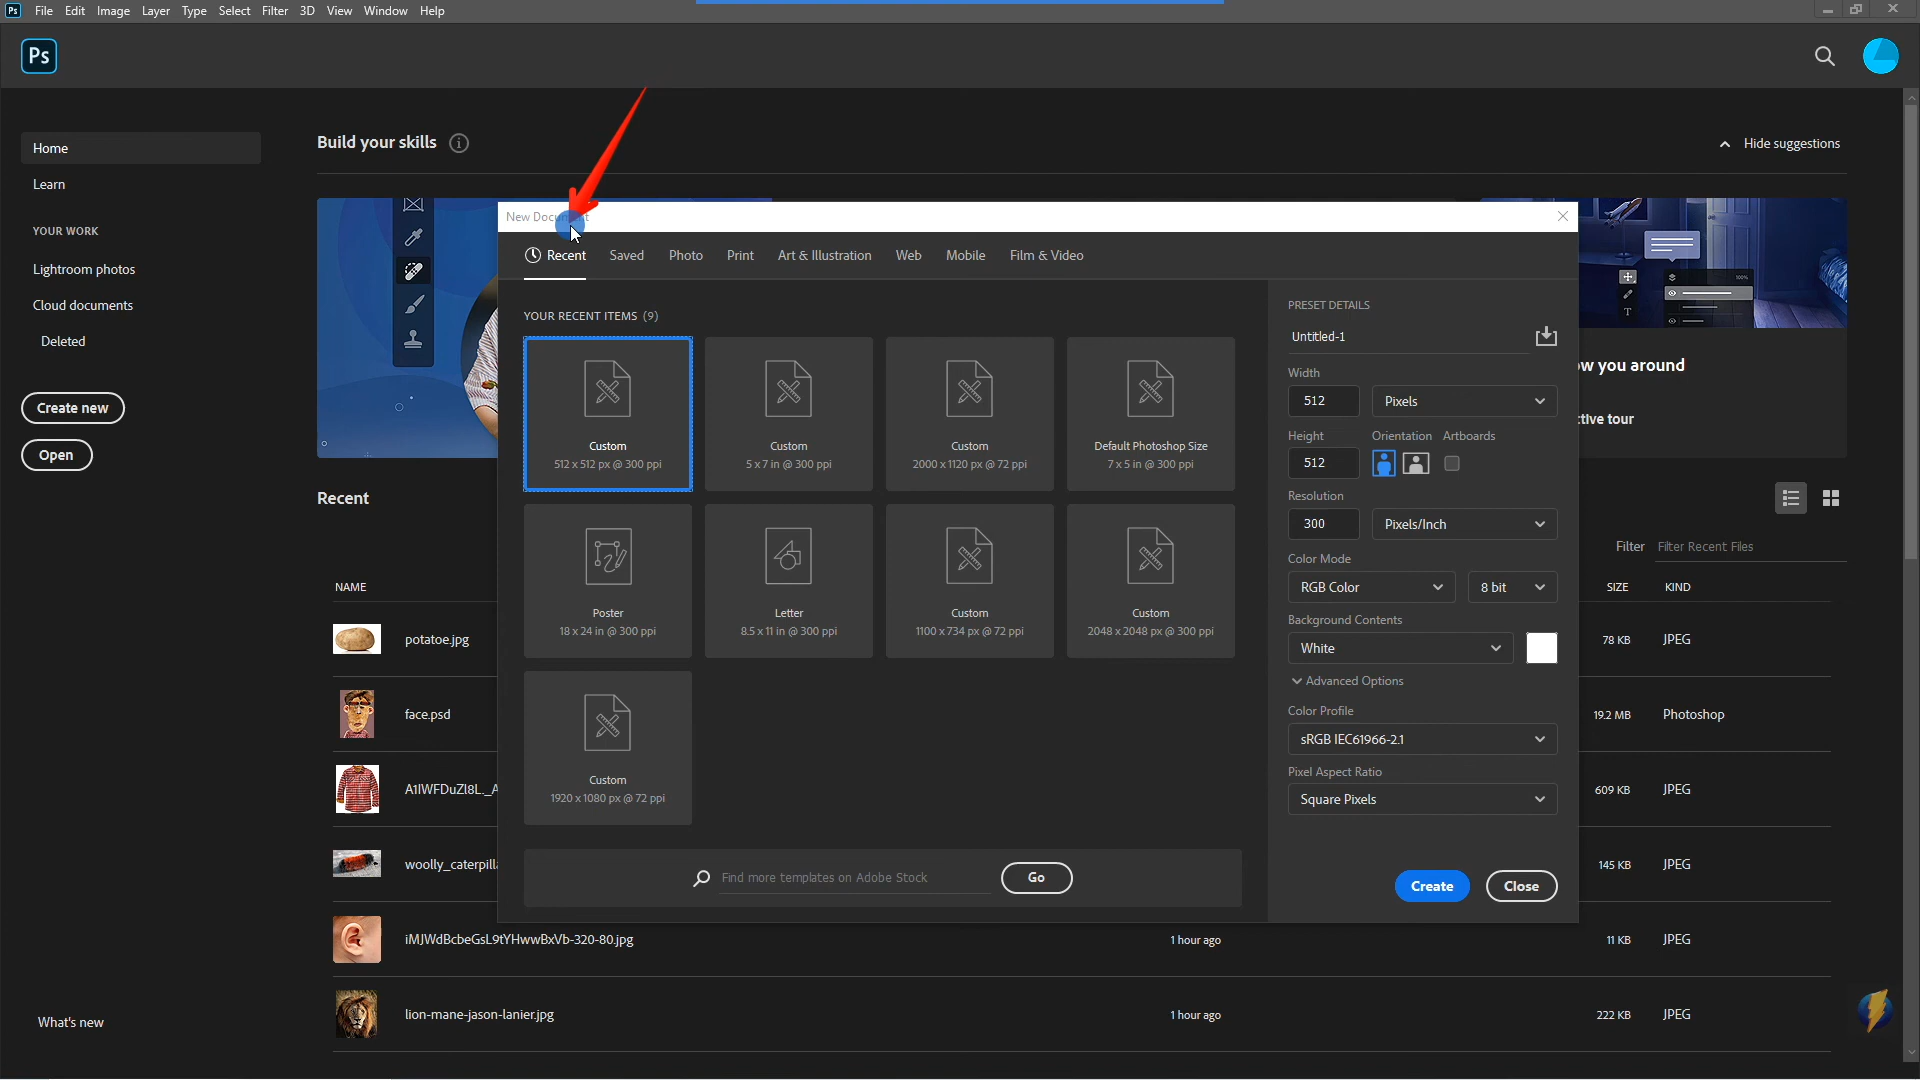 Ps File Edit Image Layer Type Select Filter 3D View Window Help
Ps
Home
Learn
YOUR WORK
Lightroom photos
Cloud documents
Deleted
Create new
Open
What's new
Build your skills
Hide suggestions
ow you around
ctive tour
Recent
Filter Filter Recent Files
NAME SIZE KIND
potatoe.jpg 78 KB JPEG
face.psd 19.2 MB Photoshop
A1IWFDuZl8L._A 609 KB JPEG
woolly_caterpill 145 KB JPEG
iMJWdBcbeGsL9tYHwwBxVb-320-80.jpg 1 hour ago 11 KB JPEG
lion-mane-jason-lanier.jpg 1 hour ago 222 KB JPEG
New Document
Recent Saved Photo Print Art & Illustration Web Mobile Film & Video
YOUR RECENT ITEMS (9)
Custom
512 x 512 px @ 300 ppi
Custom
5 x 7 in @ 300 ppi
Custom
2000 x 1120 px @ 72 ppi
Default Photoshop Size
7 x 5 in @ 300 ppi
Poster
18 x 24 in @ 300 ppi
Letter
8.5 x 11 in @ 300 ppi
Custom
1100 x 734 px @ 72 ppi
Custom
2048 x 2048 px @ 300 ppi
Custom
1920 x 1080 px @ 72 ppi
Find more templates on Adobe Stock Go
PRESET DETAILS
Untitled-1
Width
512 Pixels
Height Orientation Artboards
512
Resolution
300 Pixels/Inch
Color Mode
RGB Color 8 bit
Background Contents
White
Advanced Options
Color Profile
sRGB IEC61966-2.1
Pixel Aspect Ratio
Square Pixels
Create Close